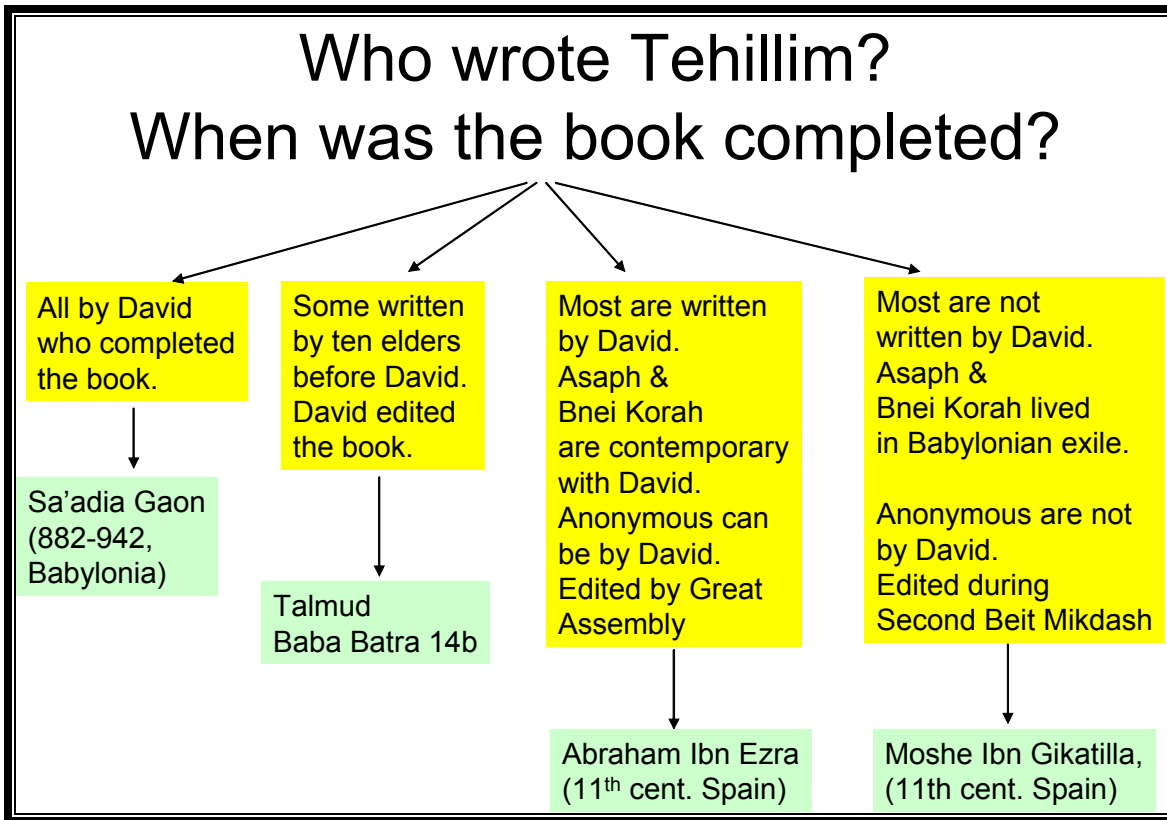 Who wrote Tehillim?
When was the book completed?
All by David
who completed
the book.
Sa'adia Gaon
(882-942,
Babylonia)
Some written
by ten elders
before David.
David edited
the book.
Talmud
Baba Batra 14b
Most are written
by David.
Asaph &
Bnei Korah
are contemporary
with David.
Anonymous can
be by David.
Edited by Great
Assembly
Abraham Ibn Ezra
(11th cent. Spain)
Most are not
written by David.
Asaph &
Bnei Korah lived
in Babylonian exile.
Anonymous are not
by David.
Edited during
Second Beit Mikdash
Moshe Ibn Gikatilla,
(11th cent. Spain)